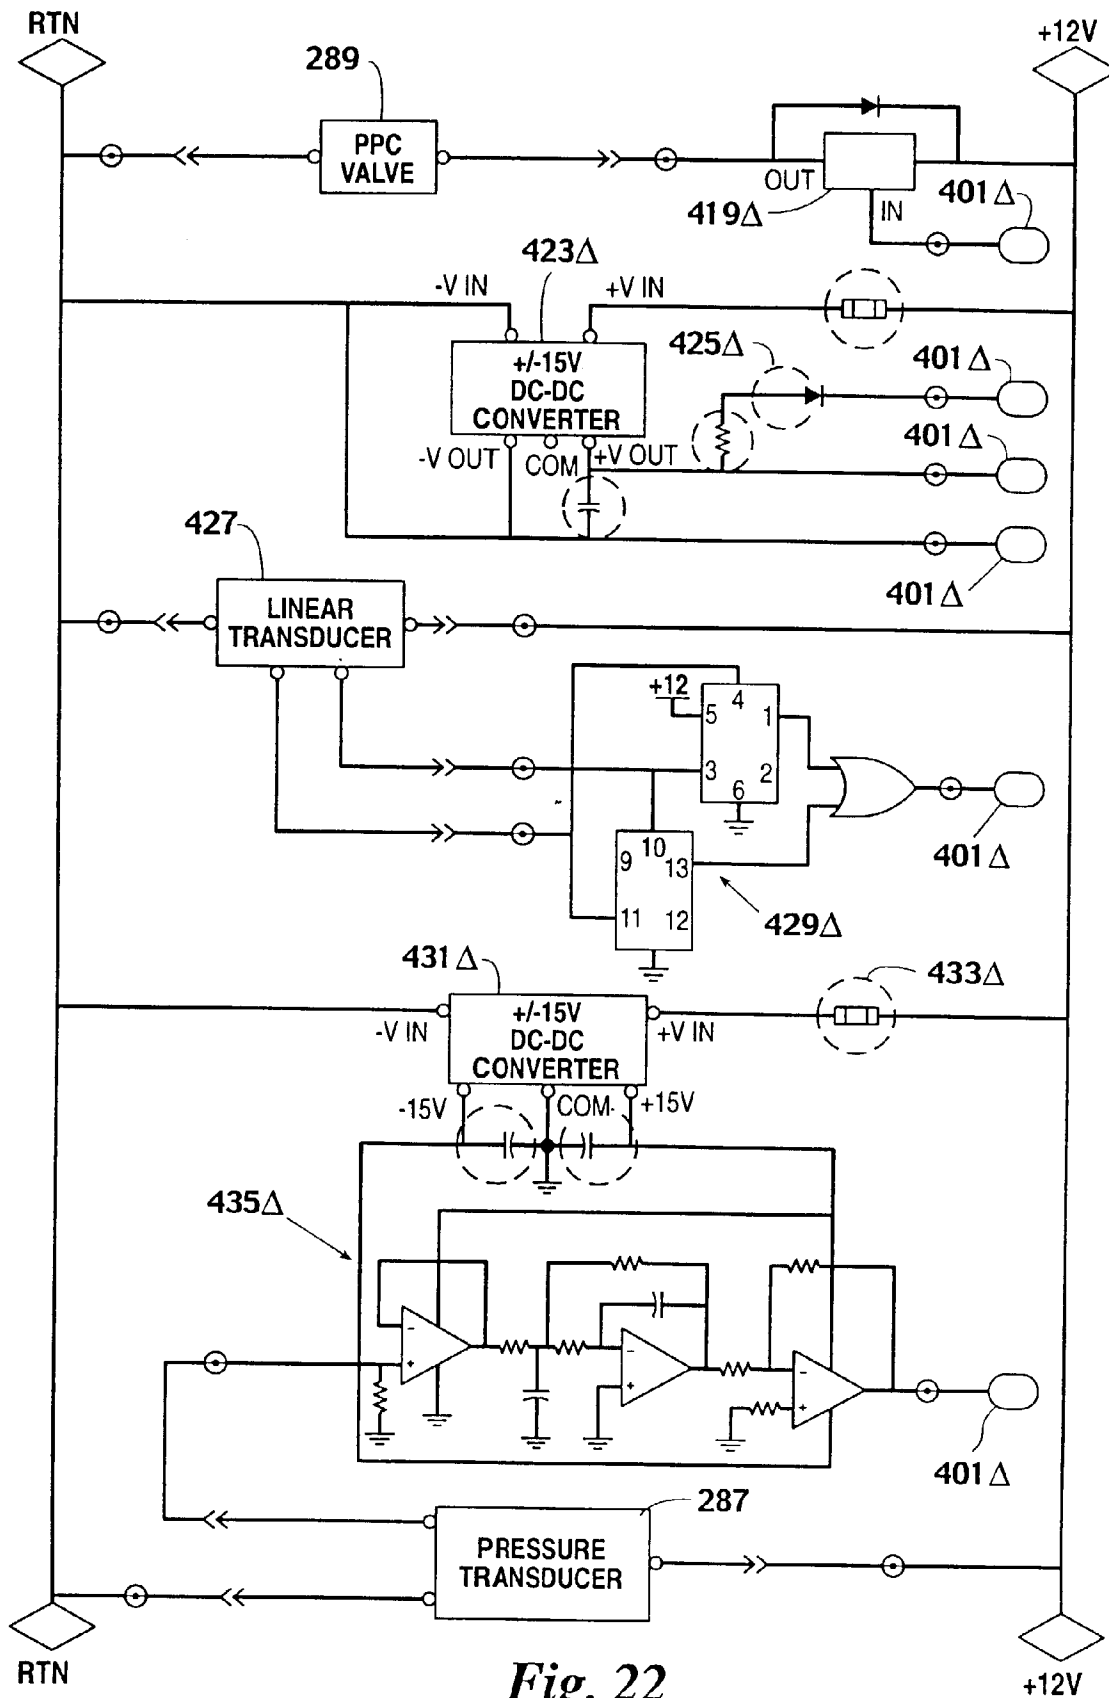 RTN
+12V
289
PPC
VALVE
OUT
IN
419Δ
401Δ
423Δ
-V IN
+V IN
+/-15V
DC-DC
CONVERTER
425Δ
401Δ
-V OUT
COM
+V OUT
401Δ
401Δ
427
LINEAR
TRANSDUCER
+12
4
5
1
3
2
6
10
9
13
11
12
401Δ
429Δ
431Δ
433Δ
-V IN
+/-15V
DC-DC
CONVERTER
+V IN
-15V
COM
+15V
435Δ
-
+
-
+
-
+
401Δ
287
PRESSURE
TRANSDUCER
RTN
+12V
Fig. 22